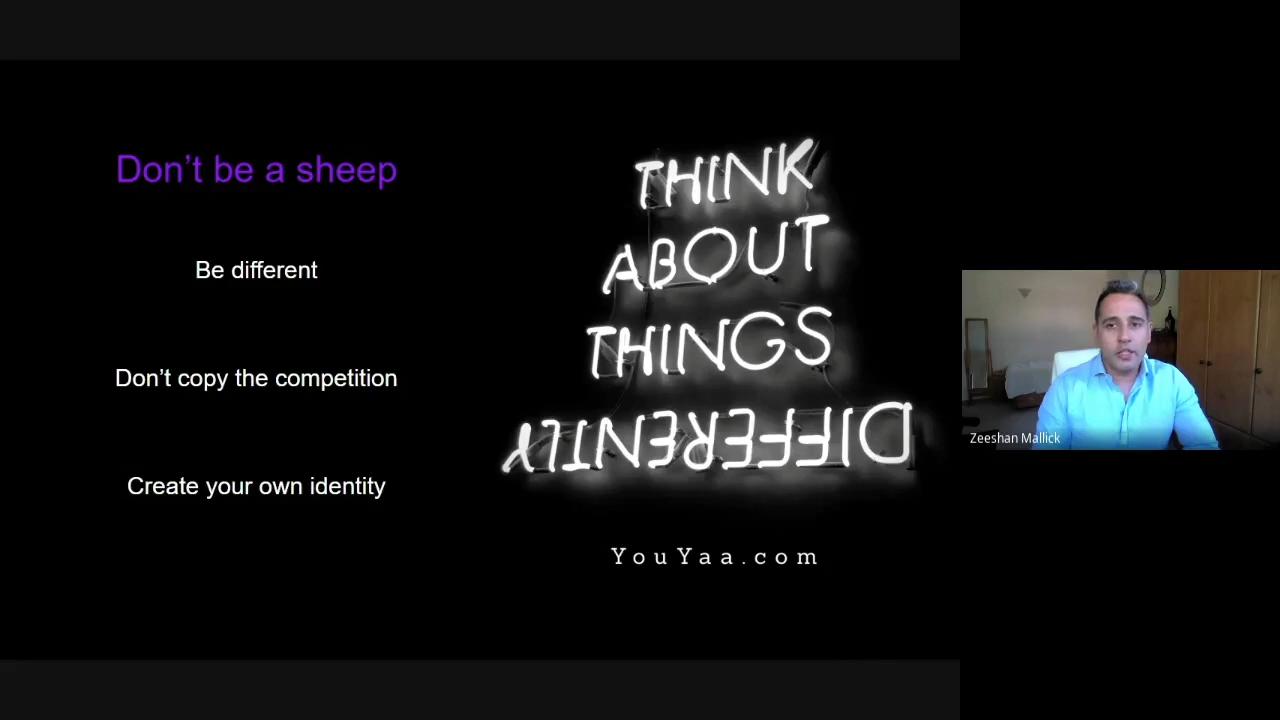 Don't be a sheep
Be different
Don't copy the competition
Create your own identity
THINK
ABOUT
THINGS
DIFFERENTLY
YouYaa.com
Zeeshan Mallick